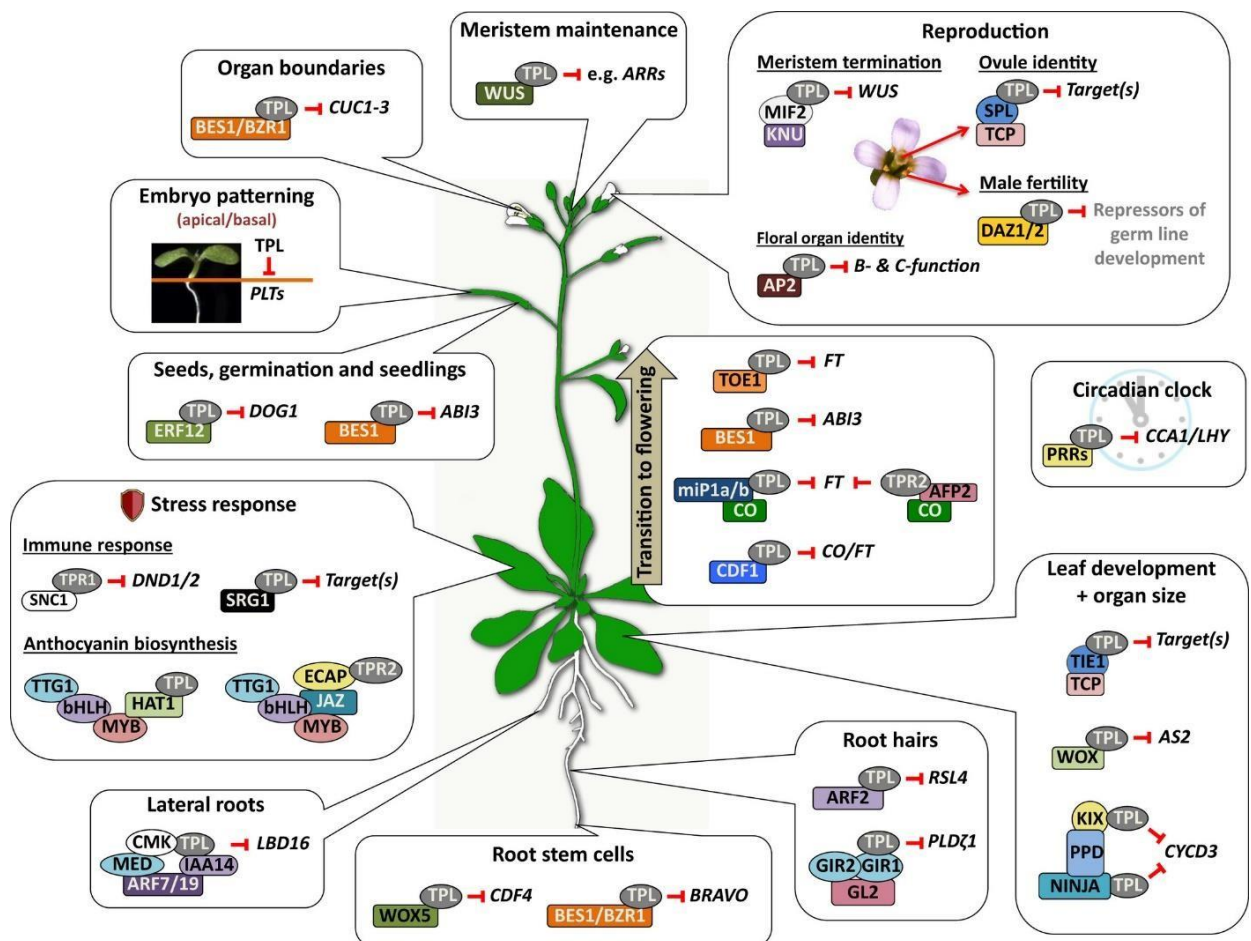 Organ boundaries
TPL
CUC1-3
BES1/BZR1
Meristem maintenance
TPL
e.g. ARRs
WUS
Reproduction
Meristem termination
TPL
WUS
MIF2
KNU
Ovule identity
TPL
Target(s)
SPL
TCP
Male fertility
TPL
DAZ1/2
Repressors of
germ line
development
Floral organ identity
TPL
B- & C-function
AP2
Embryo patterning
(apical/basal)
TPL
PLTs
Seeds, germination and seedlings
TPL
DOG1
ERF12
TPL
ABI3
BES1
Transition to flowering
TPL
FT
TOE1
TPL
ABI3
BES1
miP1a/b
TPL
FT
TPR2
AFP2
CO
CO
TPL
CO/FT
CDF1
Circadian clock
TPL
CCA1/LHY
PRRs
Stress response
Immune response
TPR1
DND1/2
SNC1
TPL
Target(s)
SRG1
Anthocyanin biosynthesis
TTG1
bHLH
MYB
HAT1
TPL
TTG1
bHLH
MYB
ECAP
JAZ
TPR2
Leaf development
+ organ size
TPL
Target(s)
TIE1
TCP
TPL
AS2
WOX
KIX
TPL
PPD
CYCD3
NINJA
TPL
Root hairs
TPL
RSL4
ARF2
TPL
PLDζ1
GIR2
GIR1
GL2
Lateral roots
CMK
TPL
LBD16
MED
IAA14
ARF7/19
Root stem cells
TPL
CDF4
WOX5
TPL
BRAVO
BES1/BZR1